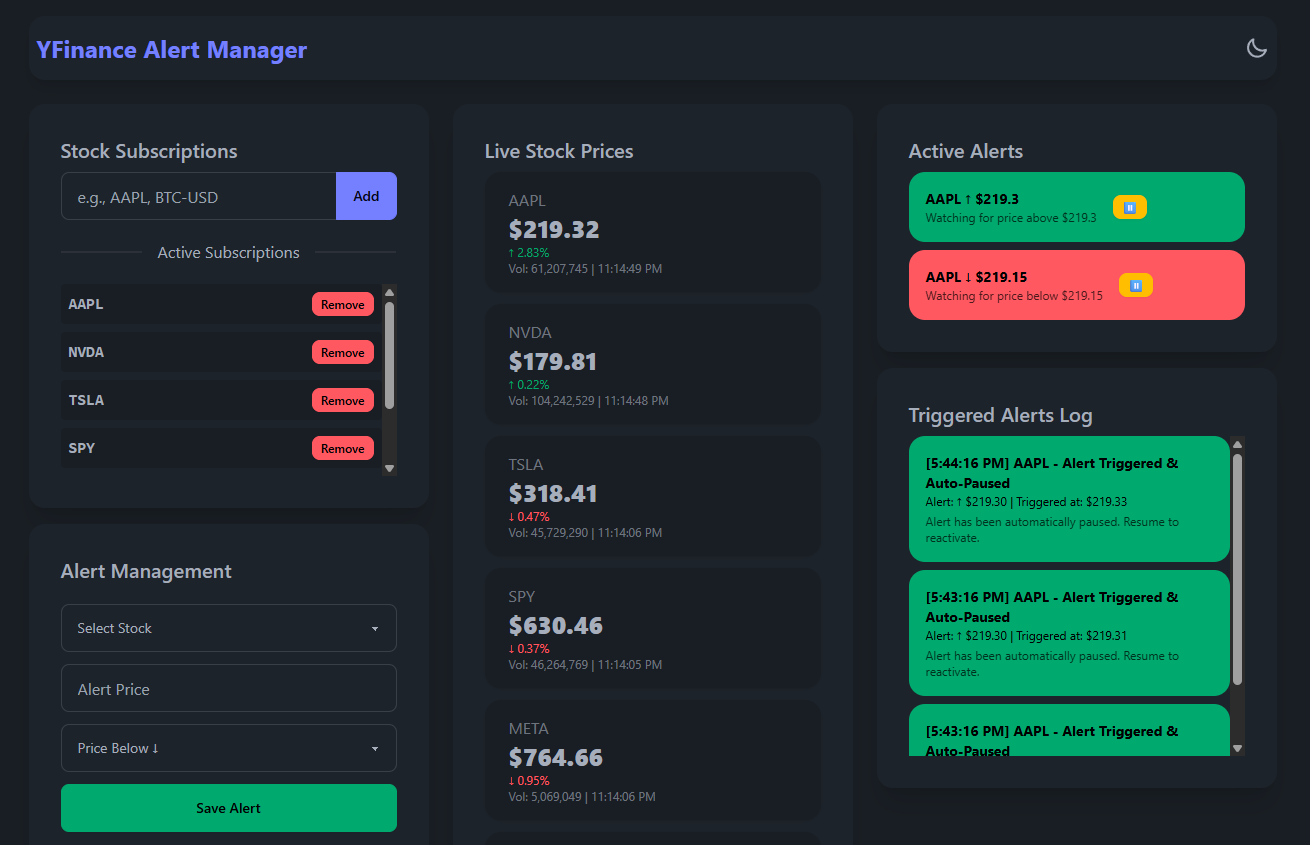 YFinance Alert Manager
Stock Subscriptions
e.g., AAPL, BTC-USD
Add
Active Subscriptions
AAPL
Remove
NVDA
Remove
TSLA
Remove
SPY
Remove
Alert Management
Select Stock
Alert Price
Price Below ↓
Save Alert
Live Stock Prices
AAPL
$219.32
↑ 2.83%
Vol: 61,207,745 | 11:14:49 PM
NVDA
$179.81
↑ 0.22%
Vol: 104,242,529 | 11:14:48 PM
TSLA
$318.41
↓ 0.47%
Vol: 45,729,290 | 11:14:06 PM
SPY
$630.46
↓ 0.37%
Vol: 46,264,769 | 11:14:05 PM
META
$764.66
↓ 0.95%
Vol: 5,069,049 | 11:14:06 PM
Active Alerts
AAPL ↑ $219.3
Watching for price above $219.3
AAPL ↓ $219.15
Watching for price below $219.15
Triggered Alerts Log
[5:44:16 PM] AAPL - Alert Triggered &
Auto-Paused
Alert: ↑ $219.30 | Triggered at: $219.33
Alert has been automatically paused. Resume to
reactivate.
[5:43:16 PM] AAPL - Alert Triggered &
Auto-Paused
Alert: ↑ $219.30 | Triggered at: $219.31
Alert has been automatically paused. Resume to
reactivate.
[5:43:16 PM] AAPL - Alert Triggered &
Auto-Paused